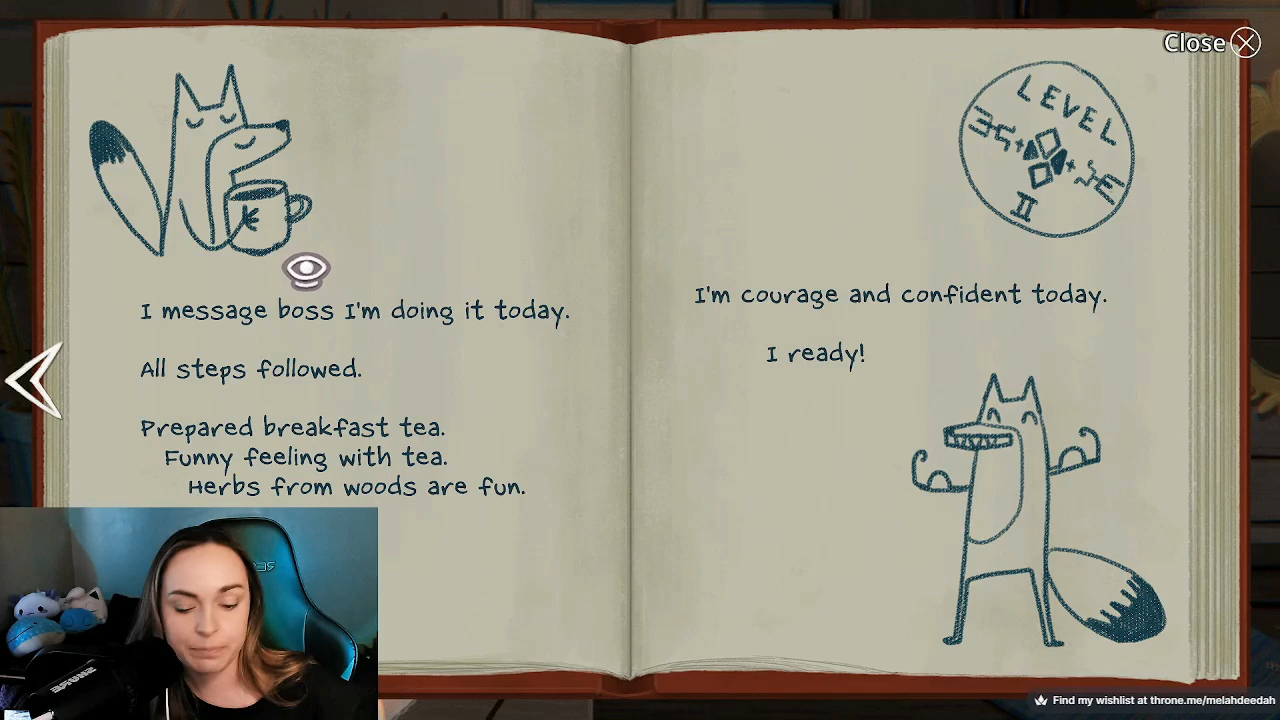 Close
LEVEL
II
I message boss I'm doing it today.
All steps followed.
Prepared breakfast tea.
Funny feeling with tea.
Herbs from woods are fun.
I'm courage and confident today.
I ready!
Find my wishlist at throne.me/melahdeedah